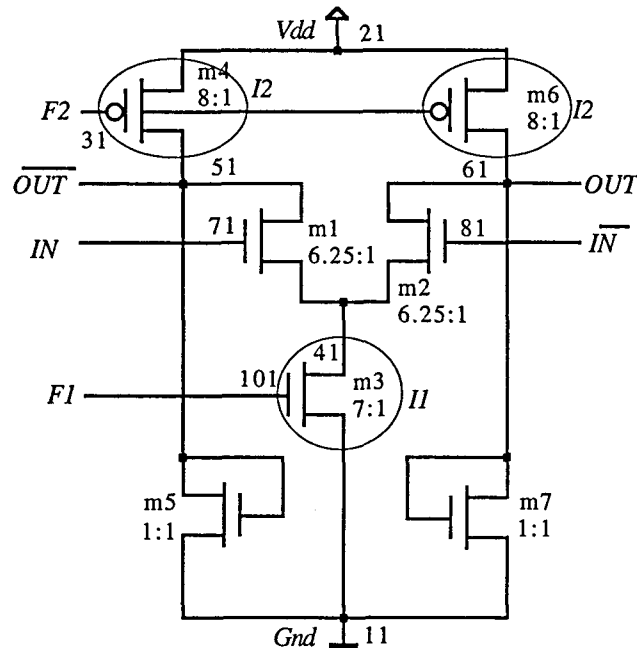 Vdd 21
m4 I2
F2 8:1
31
m6 I2
8:1
OUT 51 61 OUT
IN 71 m1 81 IN
6.25:1
m2
6.25:1
41
F1 101 m3 I1
7:1
m5 m7
1:1 1:1
Gnd 11